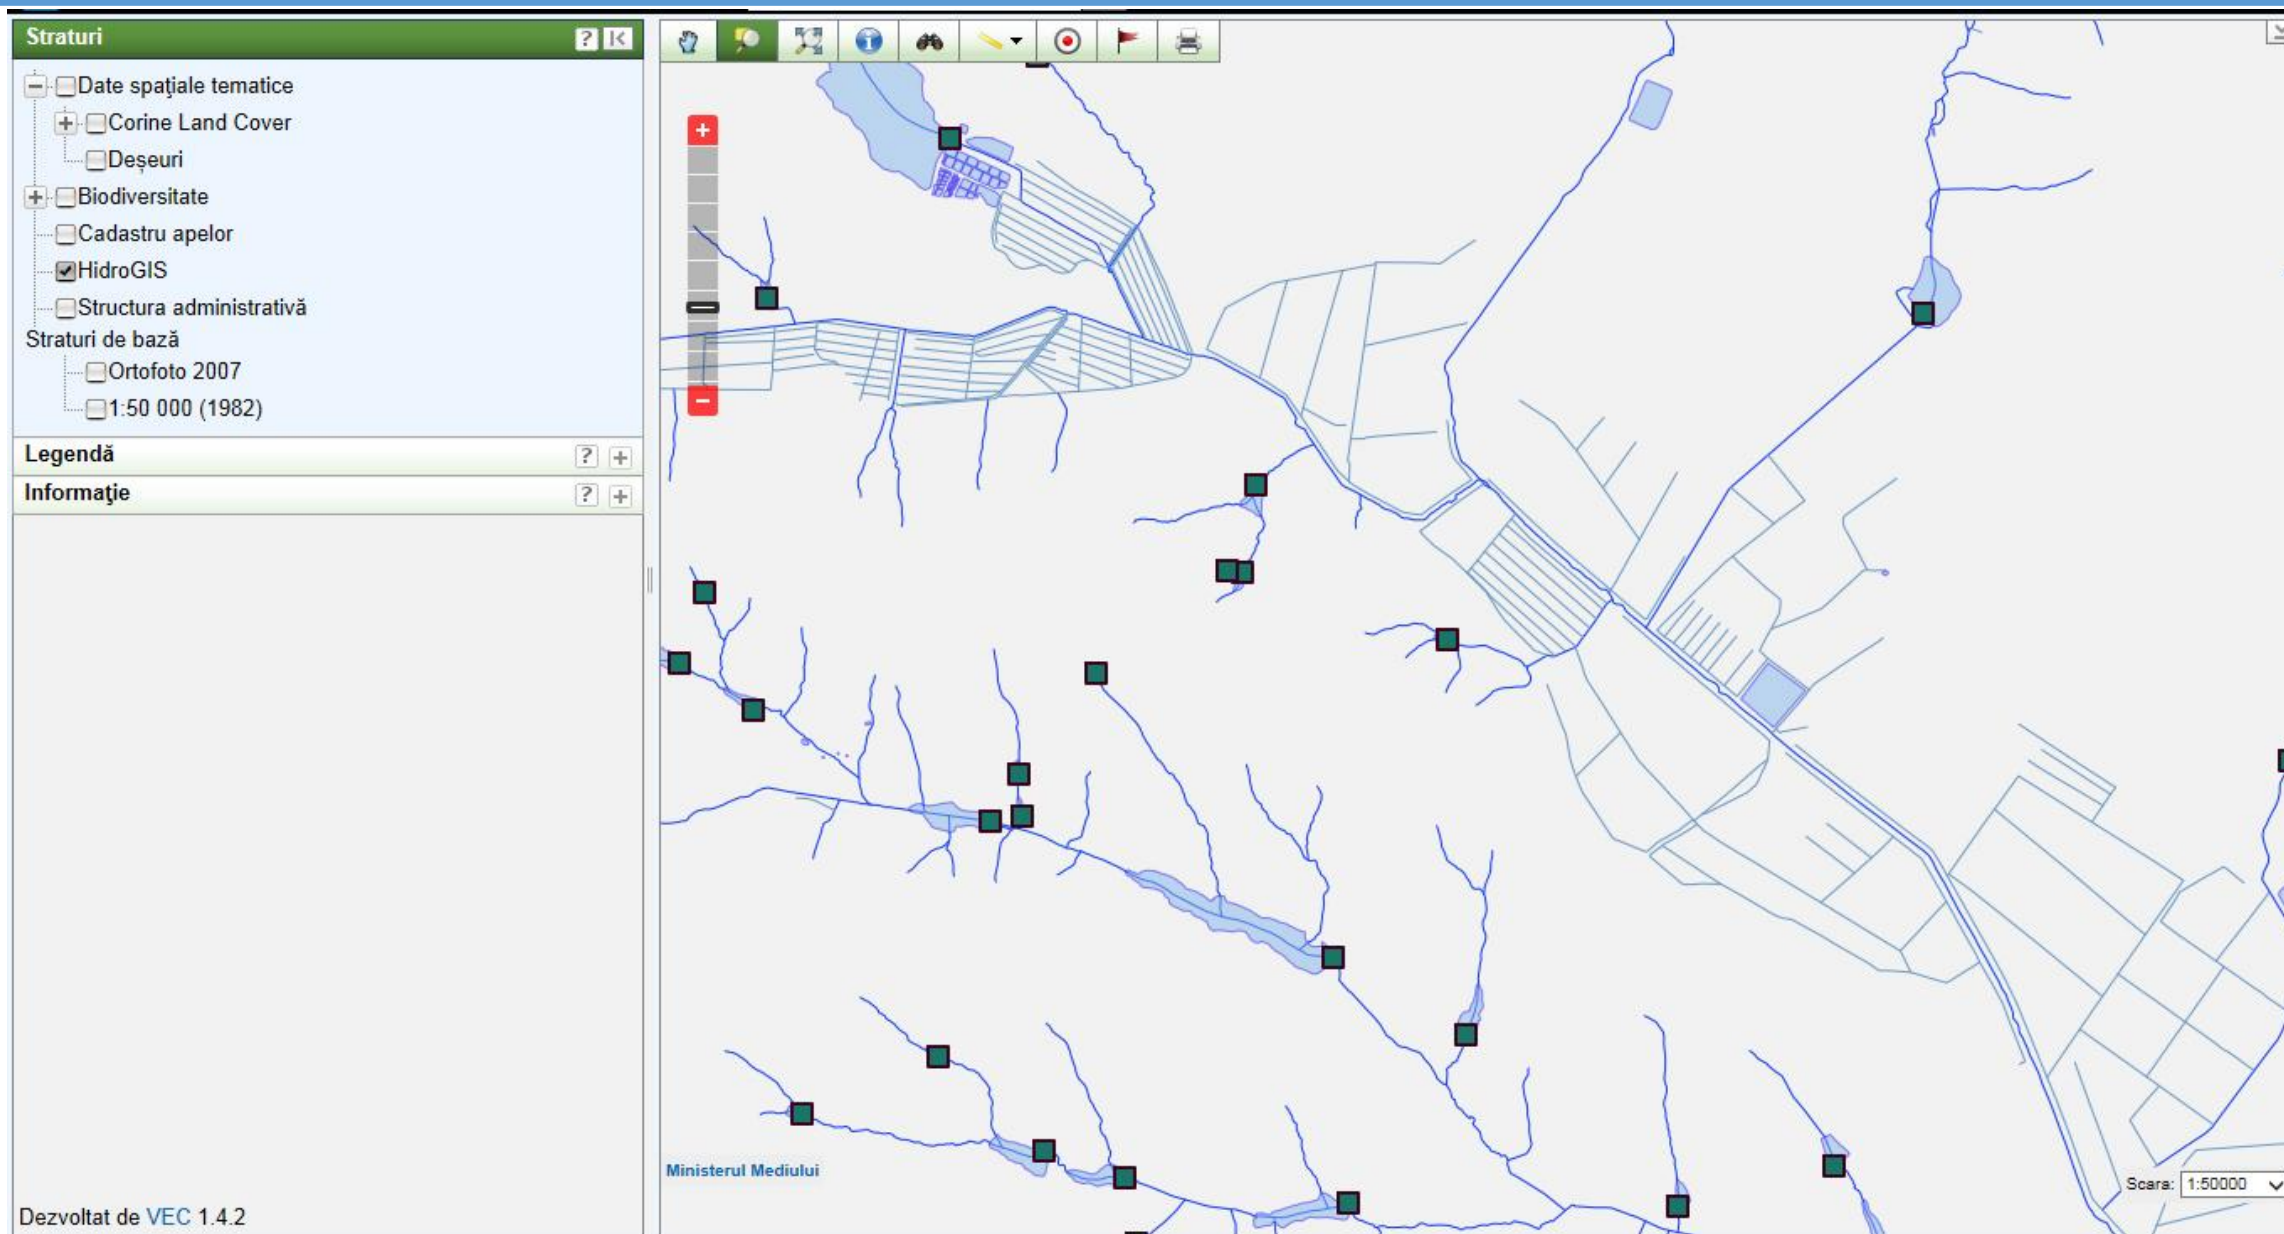 Straturi
Date spaţiale tematice
Corine Land Cover
Deșeuri
Biodiversitate
Cadastru apelor
HidroGIS
Structura administrativă
Straturi de bază
Ortofoto 2007
1:50 000 (1982)
Legendă
Informaţie
Dezvoltat de VEC 1.4.2
Ministerul Mediului
Scara: 1:50000